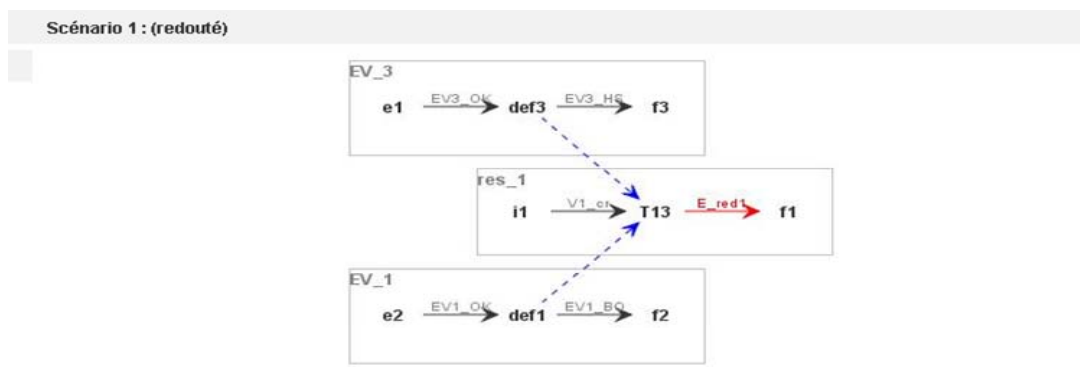 Scénario 1 : (redouté)
EV_3
e1 EV3_OK def3 EV3_HS f3
res_1
i1 V1_cr T13 E_red1 f1
EV_1
e2 EV1_OK def1 EV1_BO f2